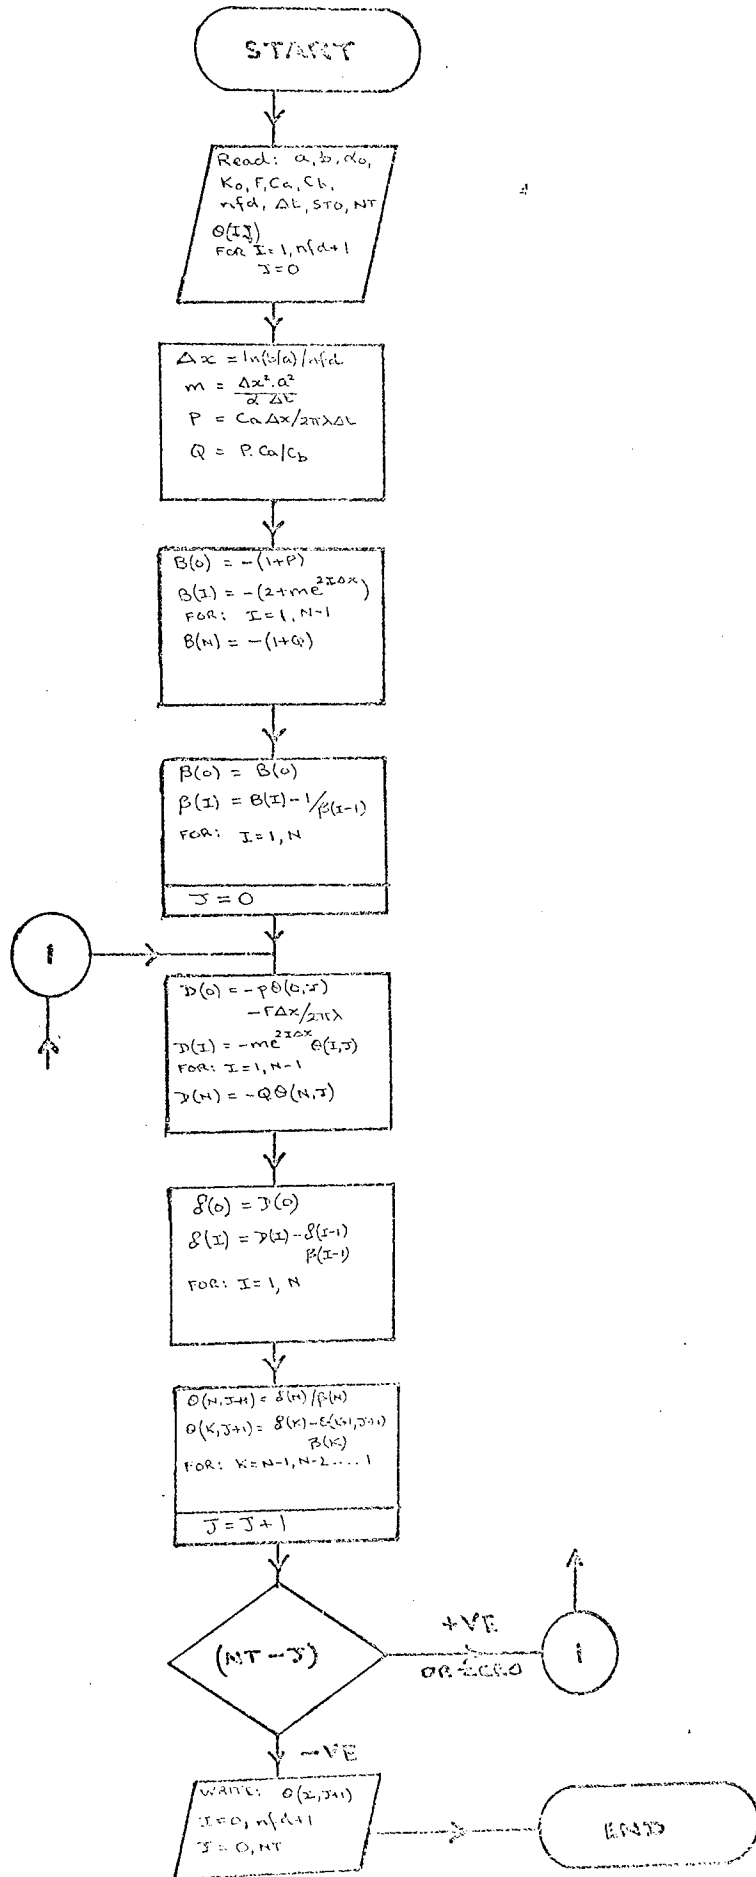 START
Read: a, b, α₀,
K₀, F, Ca, Cb,
nfd, Δt, STO, NT
θ(I,J)
FOR I=1, nfd+1
J=0
Δx = ln(b/a)/nfd
m = Δx².a²
α Δt
P = CaΔx/2πλΔt
Q = P.Ca/Cb
B(0) = -(1+P)
B(I) = -(2+me^2IΔx)
FOR: I=1, N-1
B(N) = -(1+Q)
β(0) = B(0)
β(I) = B(I)-1/β(I-1)
FOR: I=1, N
J=0
1
D(0) = -pθ(0,J)
-FΔx/2πλ
D(I) = -me^2IΔx θ(I,J)
FOR: I=1, N-1
D(N) = -Qθ(N,J)
δ(0) = D(0)
δ(I) = D(I)-δ(I-1)
β(I-1)
FOR: I=1, N
θ(N,J+1) = δ(N)/β(N)
θ(K,J+1) = δ(K)-θ(K+1,J+1)
β(K)
FOR: K=N-1, N-2....1
J=J+1
(NT-J)
+VE
OR ZERO
1
-VE
WRITE: θ(I,J+1)
I=0, nfd+1
J=0, NT
END